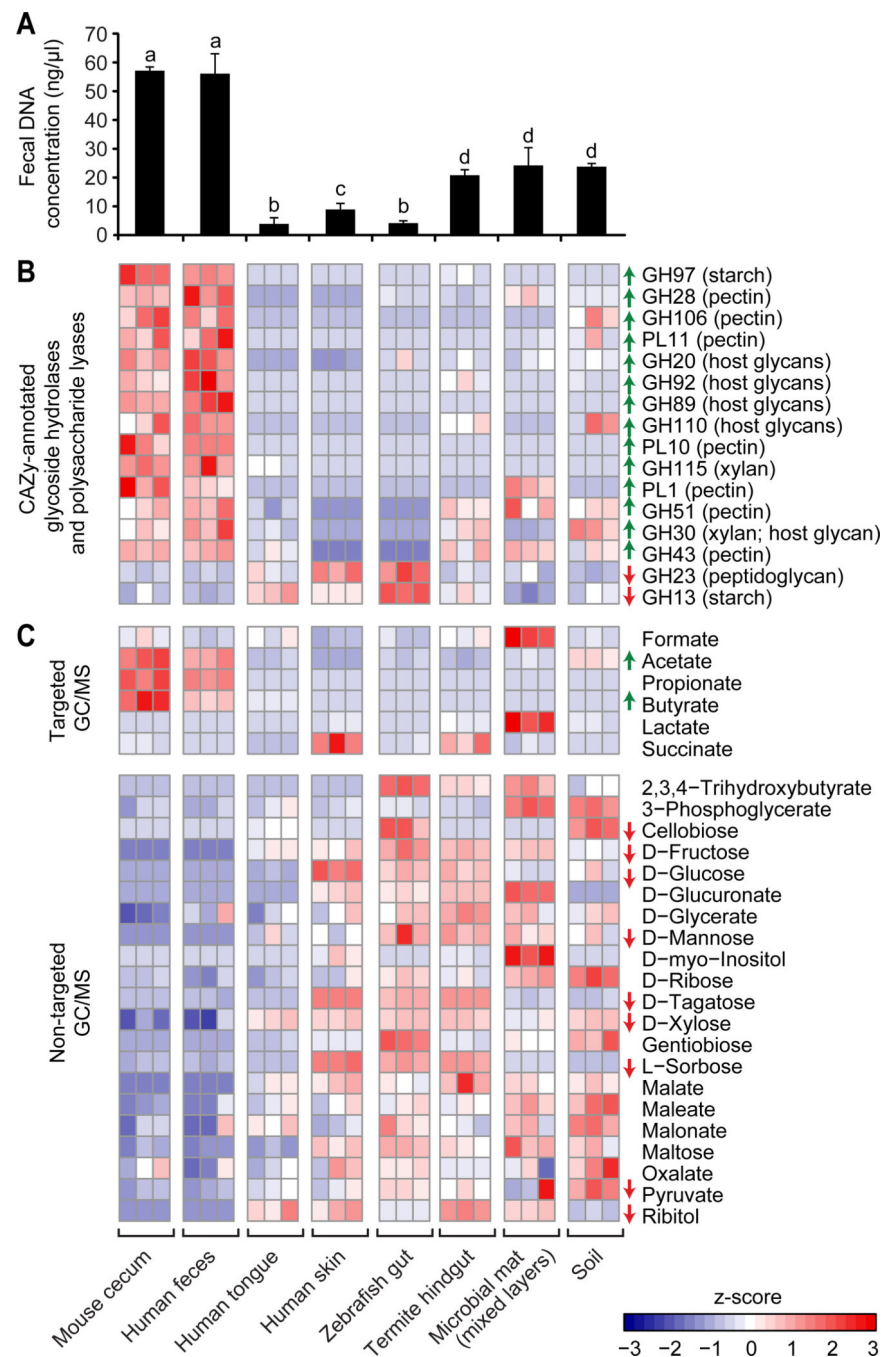 A
Fecal DNA
concentration (ng/µl)
70
60
50
40
30
20
10
0
a
a
b
c
b
d
d
d
B
CAZy-annotated
glycoside hydrolases
and polysaccharide lyases
GH97 (starch)
GH28 (pectin)
GH106 (pectin)
PL11 (pectin)
GH20 (host glycans)
GH92 (host glycans)
GH89 (host glycans)
GH110 (host glycans)
PL10 (pectin)
GH115 (xylan)
PL1 (pectin)
GH51 (pectin)
GH30 (xylan; host glycan)
GH43 (pectin)
GH23 (peptidoglycan)
GH13 (starch)
C
Targeted
GC/MS
Formate
Acetate
Propionate
Butyrate
Lactate
Succinate
Non-targeted
GC/MS
2,3,4−Trihydroxybutyrate
3−Phosphoglycerate
Cellobiose
D−Fructose
D−Glucose
D−Glucuronate
D−Glycerate
D−Mannose
D−myo−Inositol
D−Ribose
D−Tagatose
D−Xylose
Gentiobiose
L−Sorbose
Malate
Maleate
Malonate
Maltose
Oxalate
Pyruvate
Ribitol
Mouse cecum
Human feces
Human tongue
Human skin
Zebrafish gut
Termite hindgut
Microbial mat
(mixed layers)
Soil
z-score
−3 −2 −1 0 1 2 3